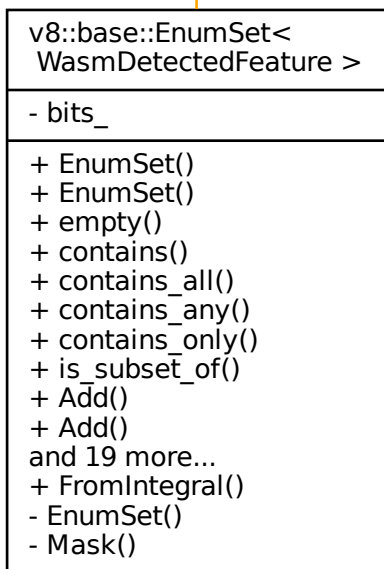 v8::base::EnumSet<
WasmDetectedFeature >
- bits_
+ EnumSet()
+ EnumSet()
+ empty()
+ contains()
+ contains_all()
+ contains_any()
+ contains_only()
+ is_subset_of()
+ Add()
+ Add()
and 19 more...
+ FromIntegral()
- EnumSet()
- Mask()